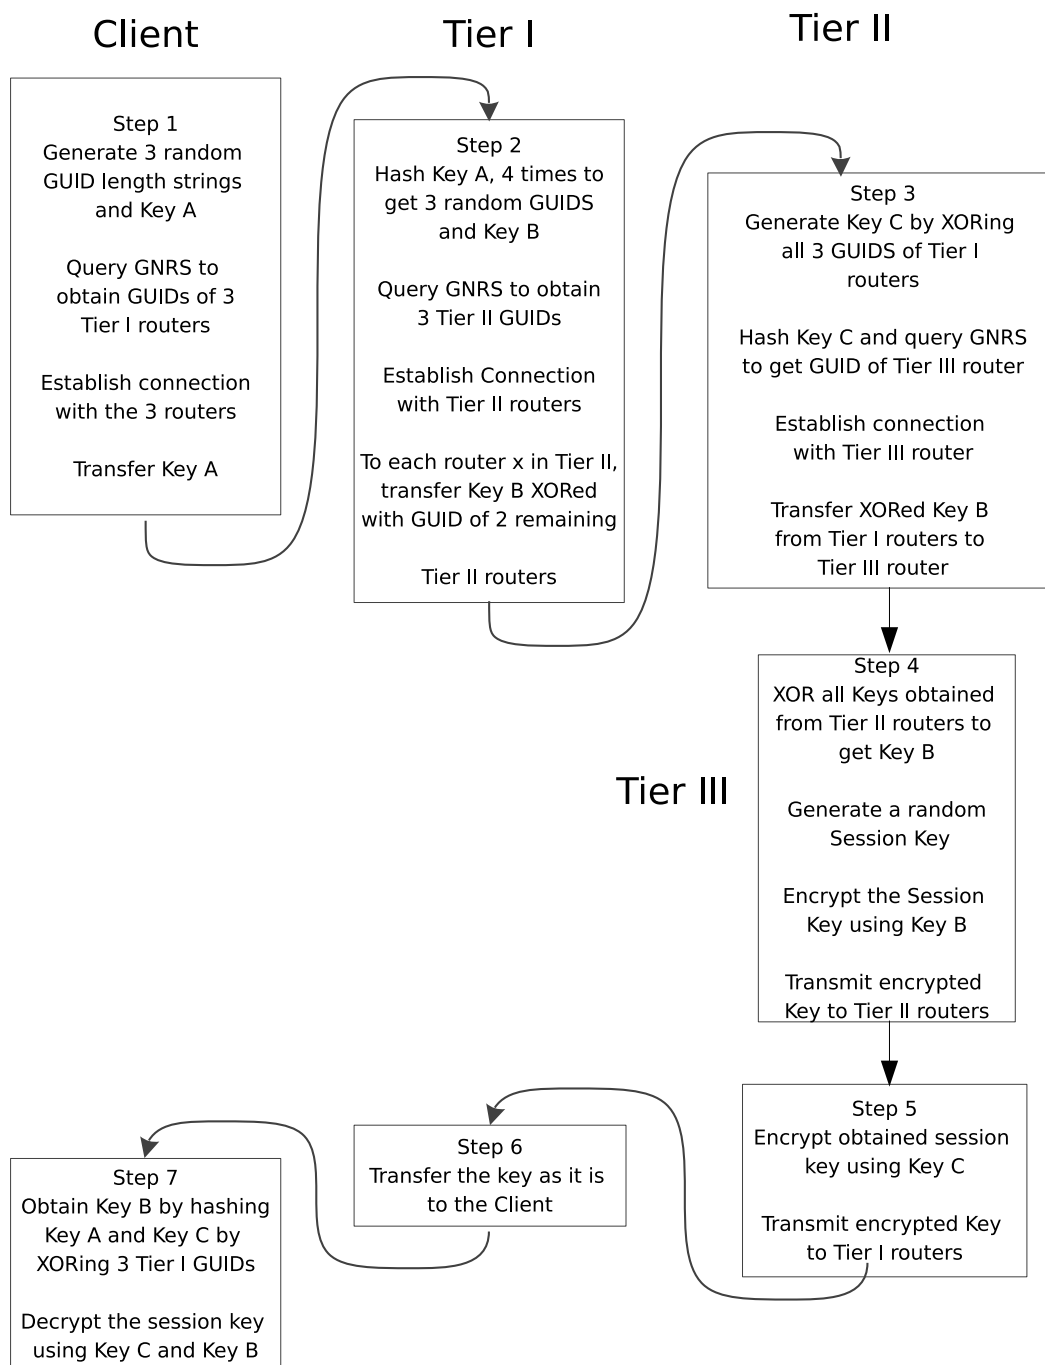 Client
Tier I
Tier II
Step 1
Generate 3 random
GUID length strings
and Key A
Query GNRS to
obtain GUIDs of 3
Tier I routers
Establish connection
with the 3 routers
Transfer Key A
Step 2
Hash Key A, 4 times to
get 3 random GUIDS
and Key B
Query GNRS to obtain
3 Tier II GUIDs
Establish Connection
with Tier II routers
To each router x in Tier II,
transfer Key B XORed
with GUID of 2 remaining
Tier II routers
Step 3
Generate Key C by XORing
all 3 GUIDS of Tier I
routers
Hash Key C and query GNRS
to get GUID of Tier III router
Establish connection
with Tier III router
Transfer XORed Key B
from Tier I routers to
Tier III router
Tier III
Step 4
XOR all Keys obtained
from Tier II routers to
get Key B
Generate a random
Session Key
Encrypt the Session
Key using Key B
Transmit encrypted
Key to Tier II routers
Step 5
Encrypt obtained session
key using Key C
Transmit encrypted Key
to Tier I routers
Step 6
Transfer the key as it is
to the Client
Step 7
Obtain Key B by hashing
Key A and Key C by
XORing 3 Tier I GUIDs
Decrypt the session key
using Key C and Key B